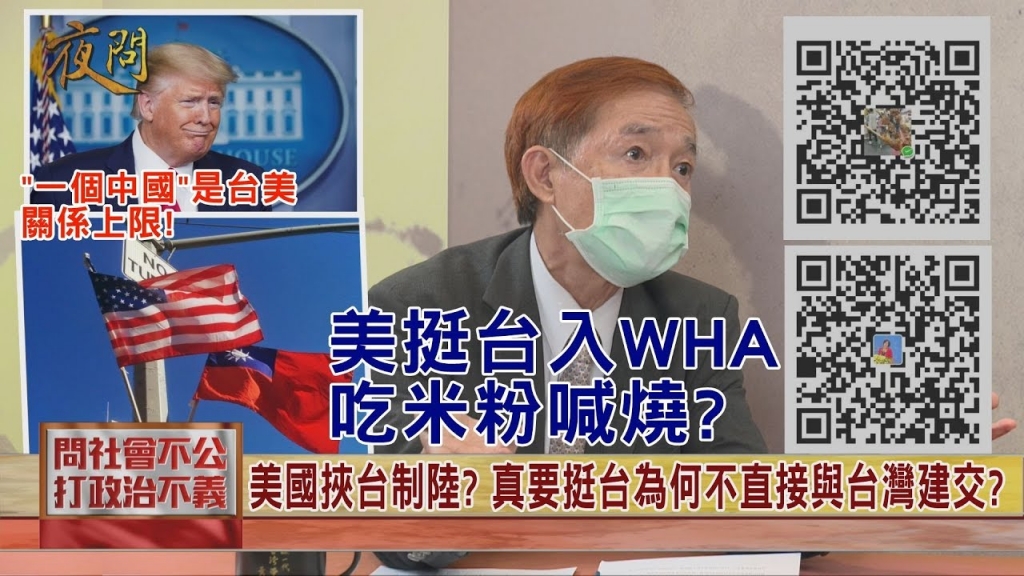 夜問
"一個中國"是台美
關係上限!
NO
TU
HOUSE
美挺台入WHA
吃米粉喊燒?
問社會不公
打政治不義
美國挾台制陸? 真要挺台為何不直接與台灣建交?